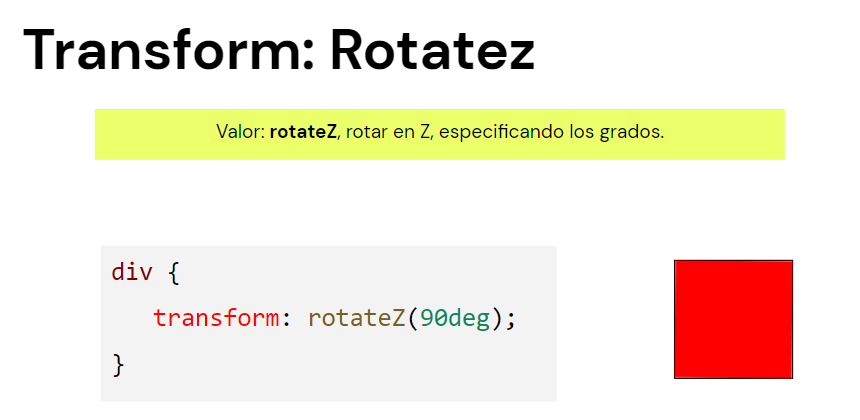 Transform: Rotatez
Valor: rotateZ, rotar en Z, especificando los grados.
div {
transform: rotateZ(90deg);
}